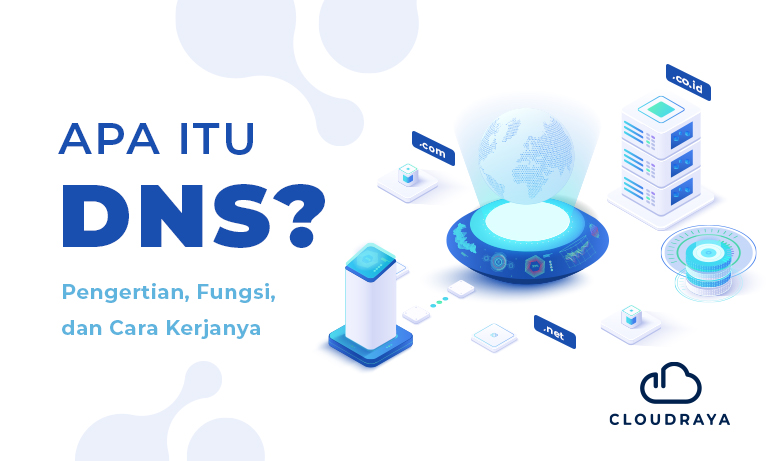 APA ITU
DNS?
Pengertian, Fungsi,
dan Cara Kerjanya
.com
.co.id
.net
CLOUDRAYA